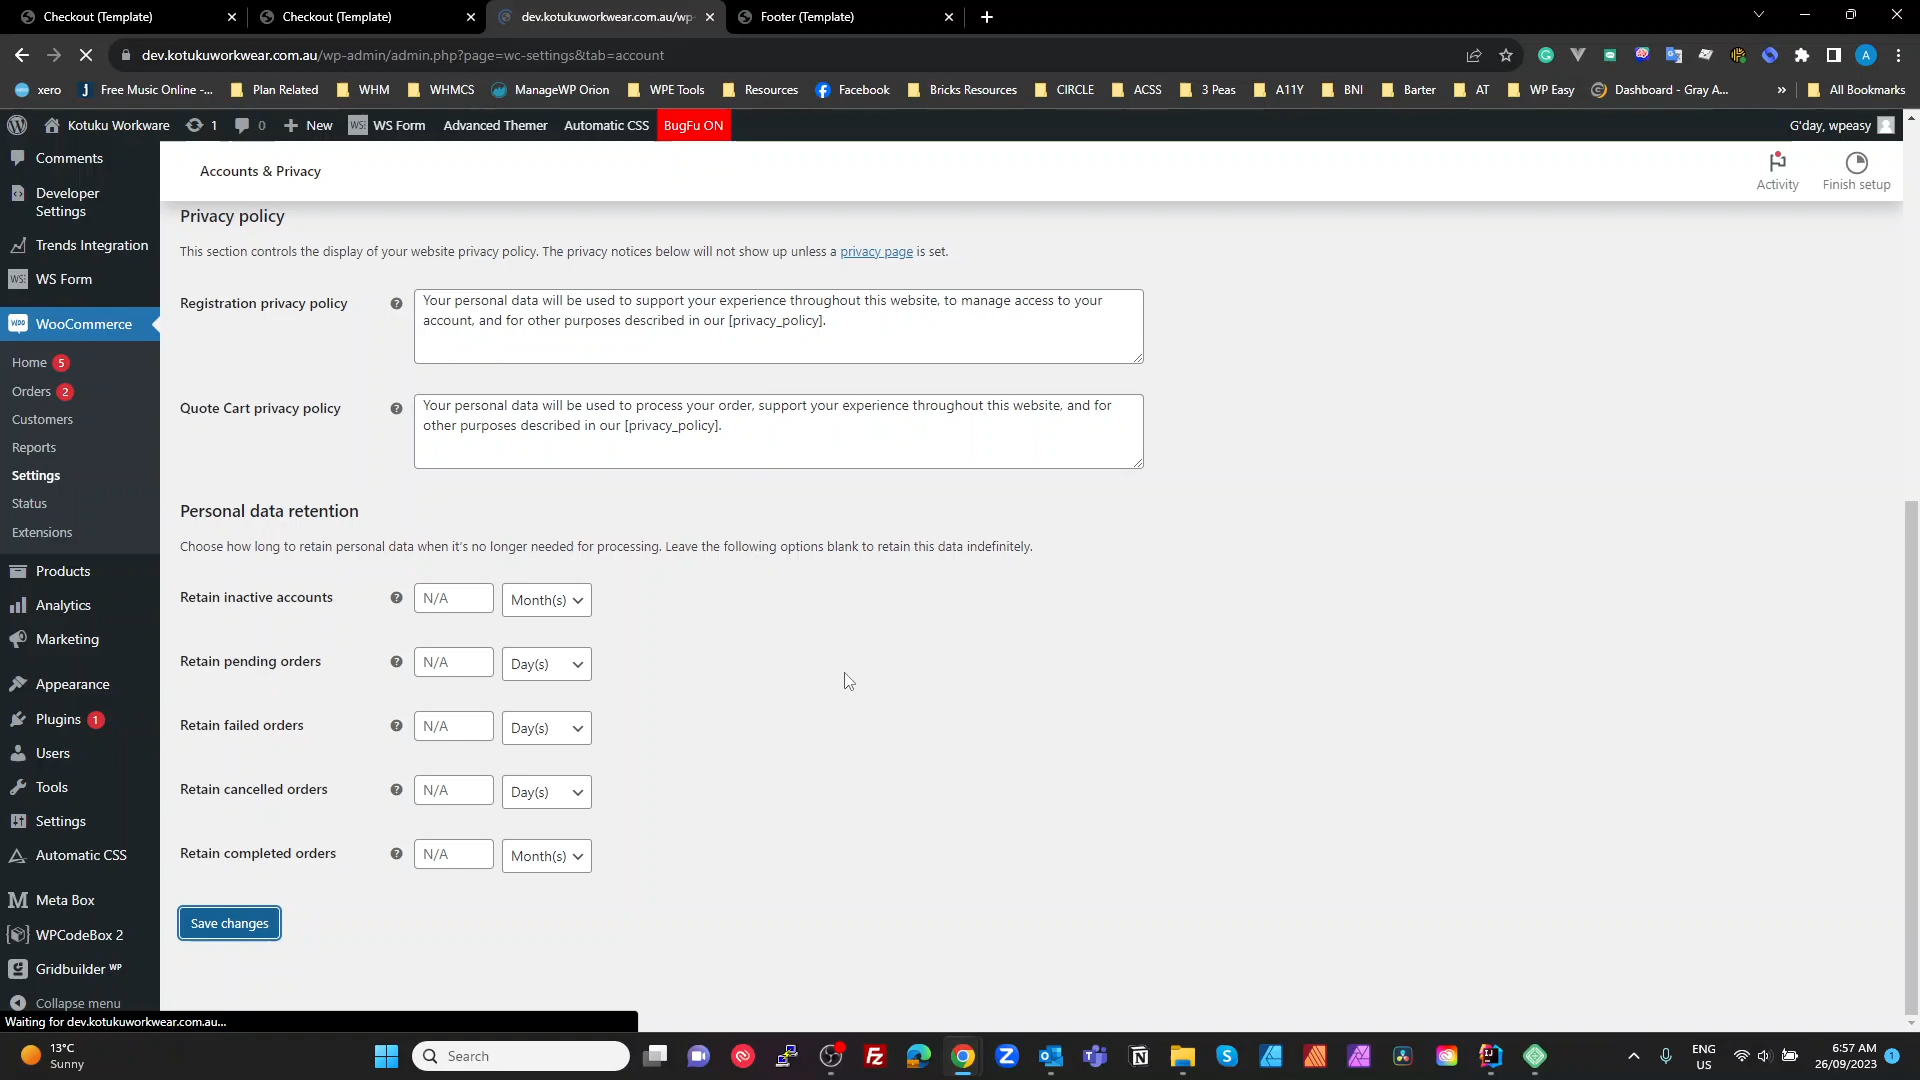 Checkout (Template)
Checkout (Template)
dev.kotukuworkwear.com.au/wp-
Footer (Template)
dev.kotukuworkwear.com.au/wp-admin/admin.php?page=wc-settings&tab=account
A
xero
Free Music Online -...
Plan Related
WHM
WHMCS
ManageWP Orion
WPE Tools
Resources
Facebook
Bricks Resources
CIRCLE
ACSS
3 Peas
A11Y
BNI
Barter
AT
WP Easy
Dashboard - Gray A...
»
All Bookmarks
Kotuku Workware
1
0
New
WS Form
Advanced Themer
Automatic CSS
BugFu ON
G'day, wpeasy
Comments
Developer
Settings
Trends Integration
WS Form
WooCommerce
Home 5
Orders 2
Customers
Reports
Settings
Status
Extensions
Products
Analytics
Marketing
Appearance
Plugins 1
Users
Tools
Settings
Automatic CSS
Meta Box
WPCodeBox 2
Gridbuilder WP
Collapse menu
Waiting for dev.kotukuworkwear.com.au...
Accounts & Privacy
Activity
Finish setup
Privacy policy
This section controls the display of your website privacy policy. The privacy notices below will not show up unless a privacy page is set.
Registration privacy policy
Your personal data will be used to support your experience throughout this website, to manage access to your
account, and for other purposes described in our [privacy_policy].
Quote Cart privacy policy
Your personal data will be used to process your order, support your experience throughout this website, and for
other purposes described in our [privacy_policy].
Personal data retention
Choose how long to retain personal data when it's no longer needed for processing. Leave the following options blank to retain this data indefinitely.
Retain inactive accounts
N/A
Month(s)
Retain pending orders
N/A
Day(s)
Retain failed orders
N/A
Day(s)
Retain cancelled orders
N/A
Day(s)
Retain completed orders
N/A
Month(s)
Save changes
13°C
Sunny
Search
ENG
US
6:57 AM
26/09/2023
1